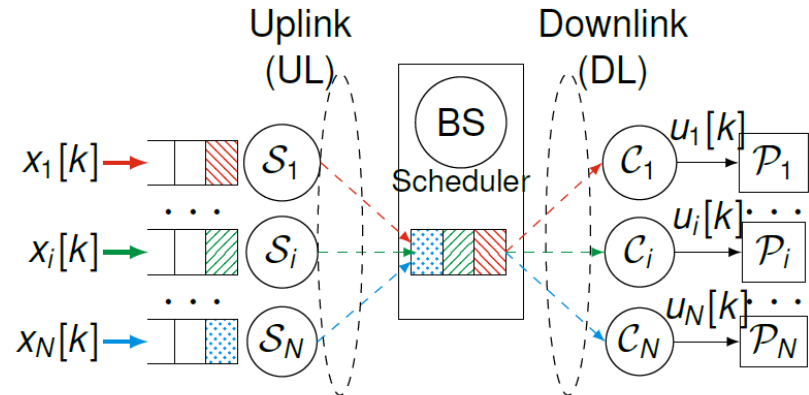 Uplink Downlink
(UL) (DL)
BS
Scheduler
x₁[k] 𝒮₁ 𝒞₁ u₁[k] 𝒫₁
. . . . . .
xᵢ[k] 𝒮ᵢ 𝒞ᵢ uᵢ[k] 𝒫ᵢ
. . . . . .
x_N[k] 𝒮_N 𝒞_N u_N[k] 𝒫_N